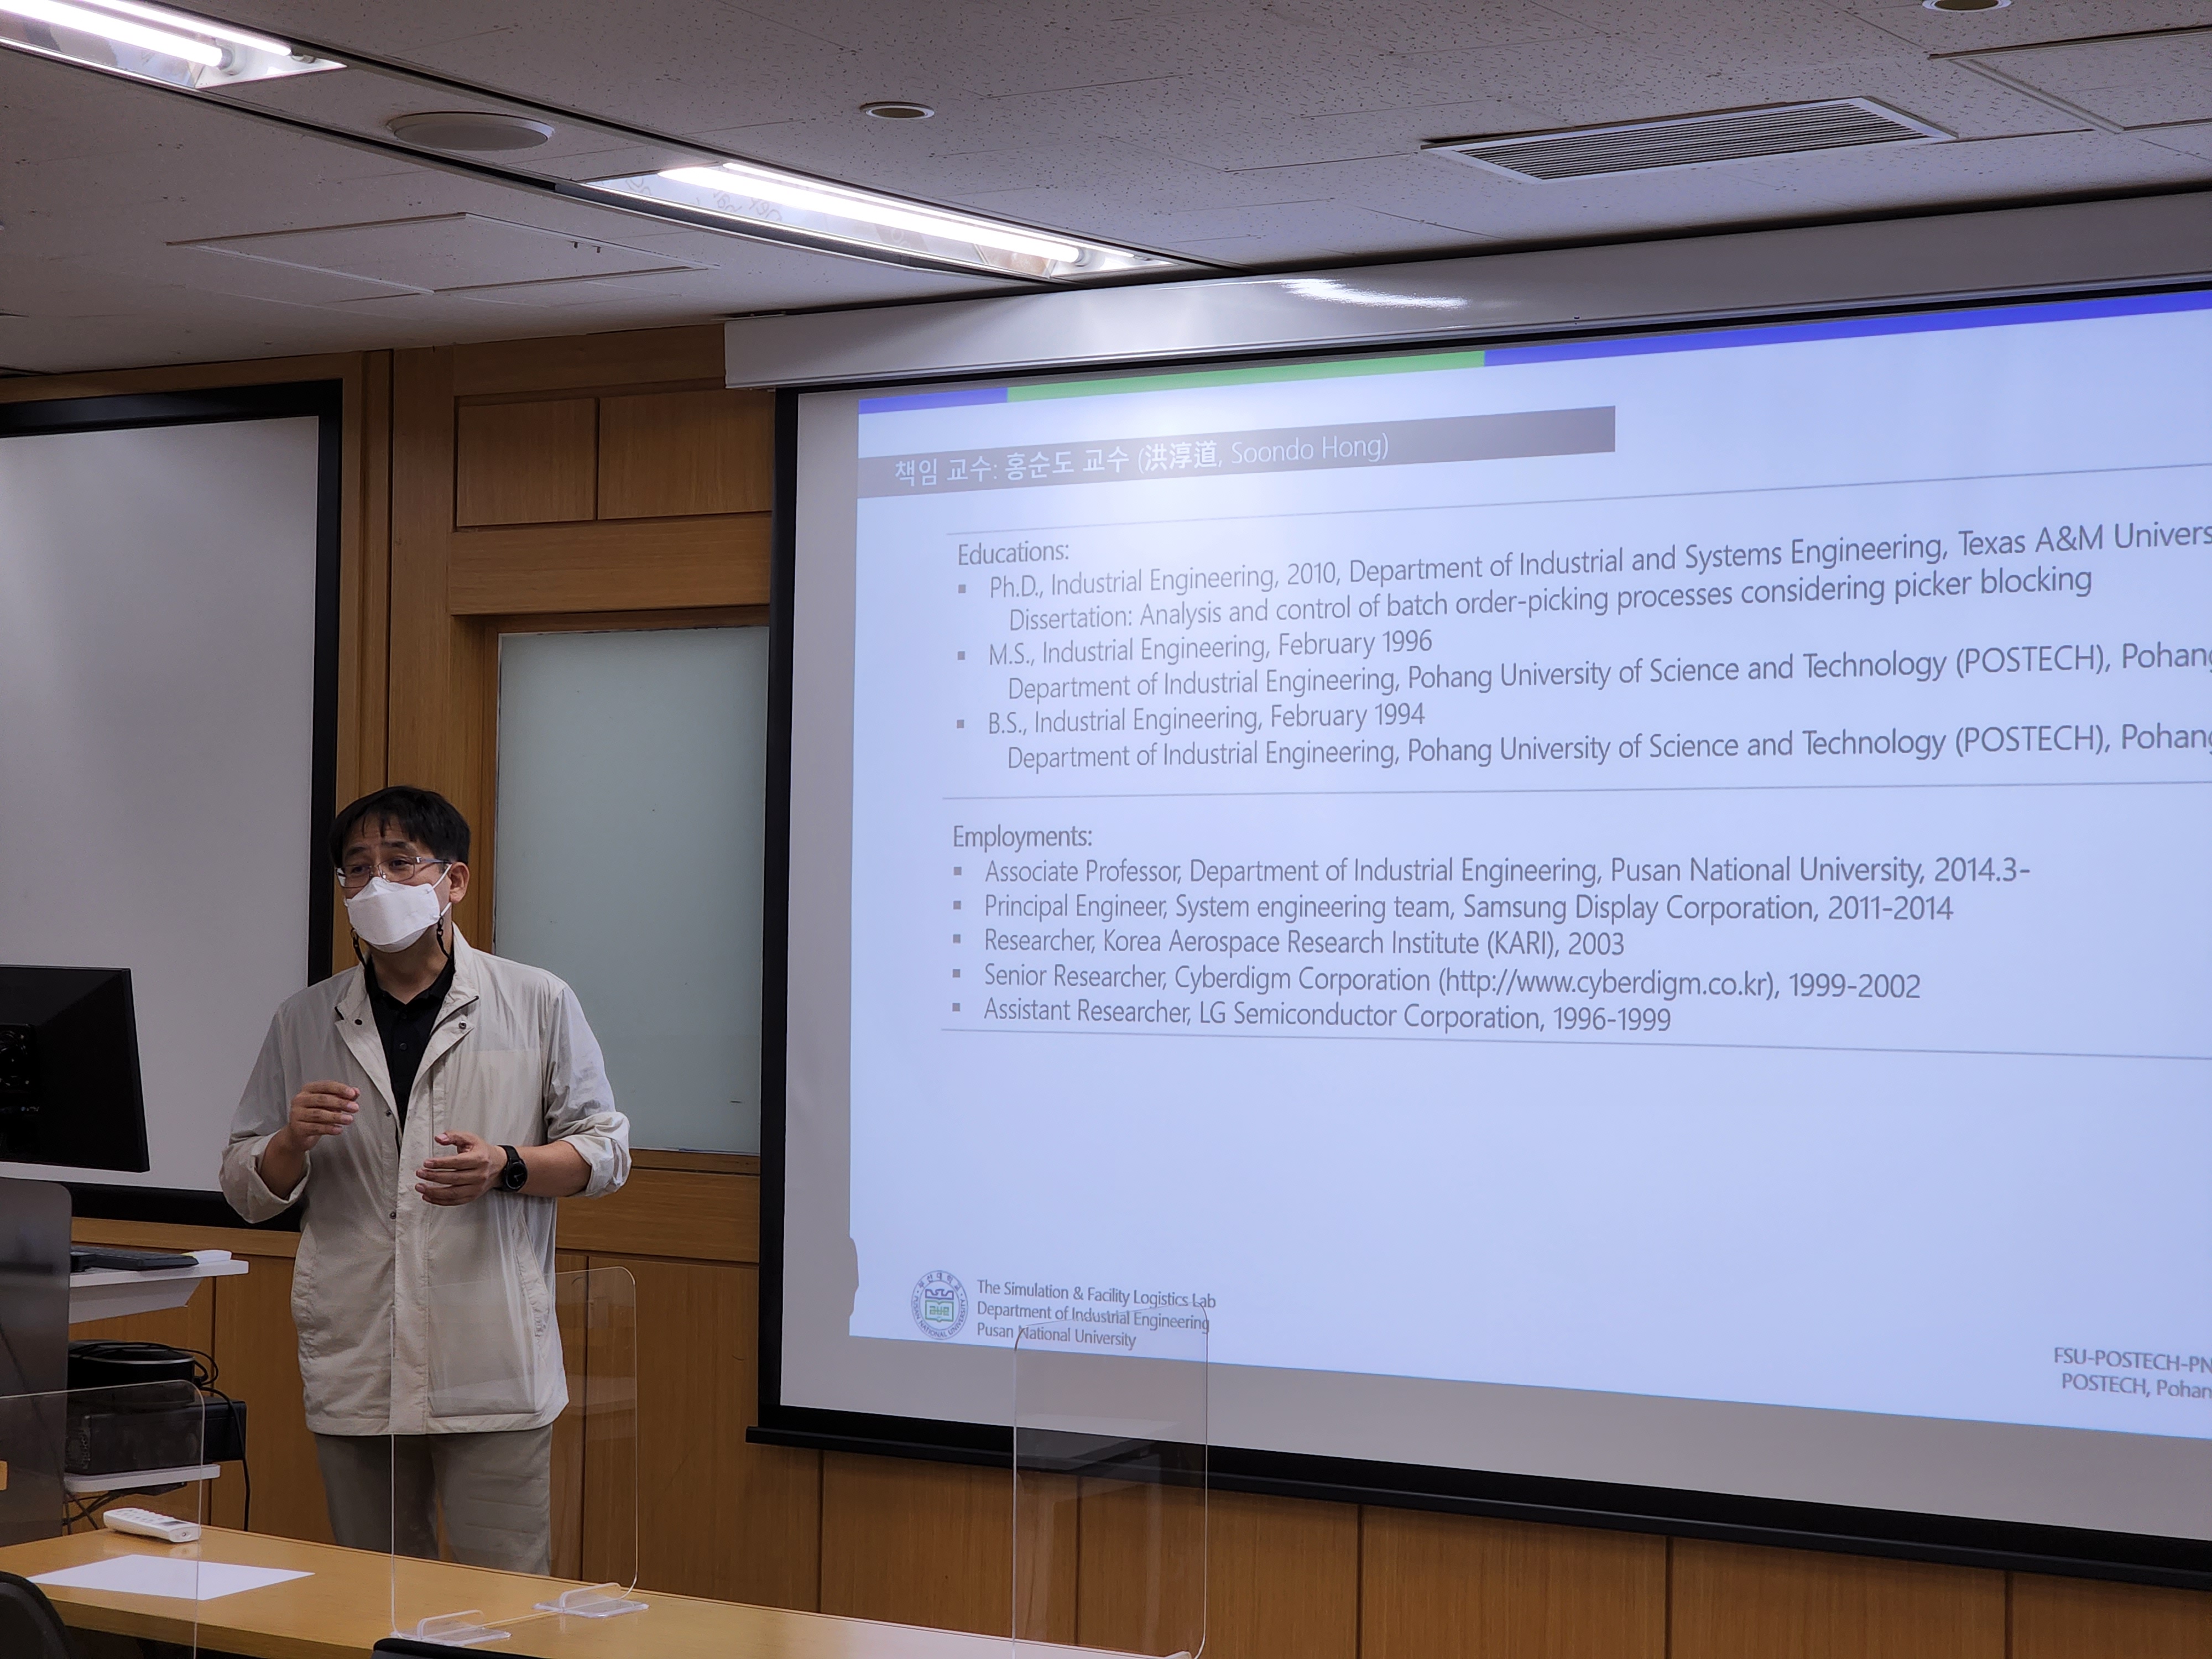 책임 교수: 홍순도 교수 (洪淳道, Soondo Hong)
Educations:
▪ Ph.D., Industrial Engineering, 2010, Department of Industrial and Systems Engineering, Texas A&M Univers
Dissertation: Analysis and control of batch order-picking processes considering picker blocking
▪ M.S., Industrial Engineering, February 1996
Department of Industrial Engineering, Pohang University of Science and Technology (POSTECH), Pohang
▪ B.S., Industrial Engineering, February 1994
Department of Industrial Engineering, Pohang University of Science and Technology (POSTECH), Pohang
Employments:
▪ Associate Professor, Department of Industrial Engineering, Pusan National University, 2014.3-
▪ Principal Engineer, System engineering team, Samsung Display Corporation, 2011-2014
▪ Researcher, Korea Aerospace Research Institute (KARI), 2003
▪ Senior Researcher, Cyberdigm Corporation (http://www.cyberdigm.co.kr), 1999-2002
▪ Assistant Researcher, LG Semiconductor Corporation, 1996-1999
The Simulation & Facility Logistics Lab
Department of Industrial Engineering
Pusan National University
FSU-POSTECH-PN
POSTECH, Pohan